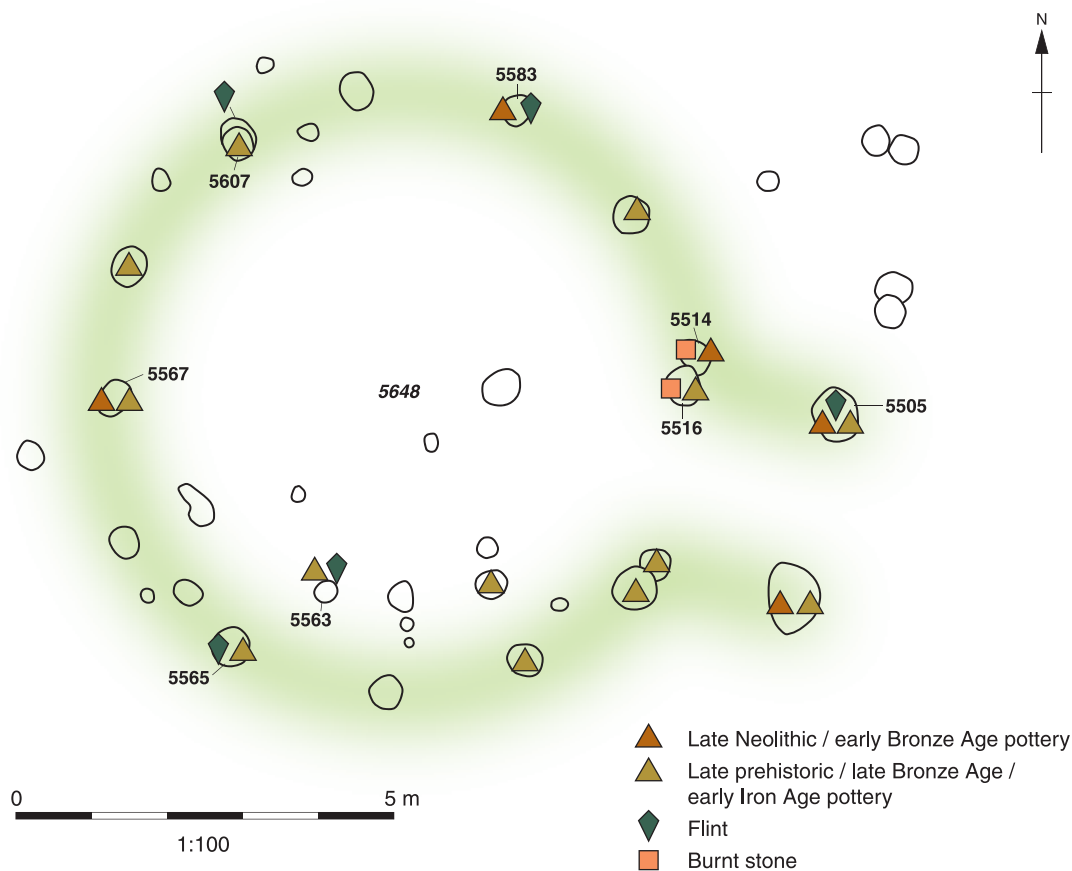 N
5583
5607
5514
5567
5648
5505
5516
5563
5565
Late Neolithic / early Bronze Age pottery
Late prehistoric / late Bronze Age /
early Iron Age pottery
0
5 m
Flint
1:100
Burnt stone